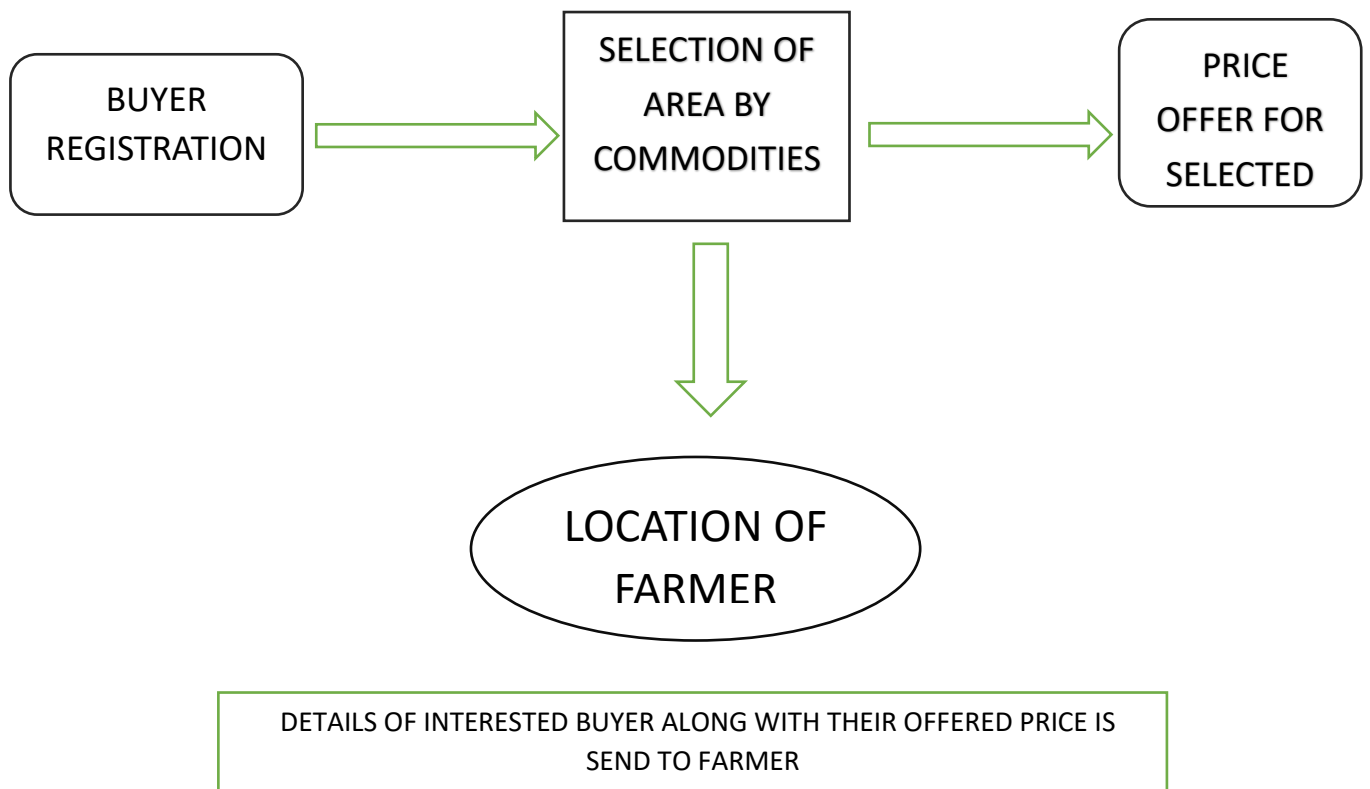 BUYER
REGISTRATION
SELECTION OF
AREA BY
COMMODITIES
PRICE
OFFER FOR
SELECTED
LOCATION OF
FARMER
DETAILS OF INTERESTED BUYER ALONG WITH THEIR OFFERED PRICE IS
SEND TO FARMER